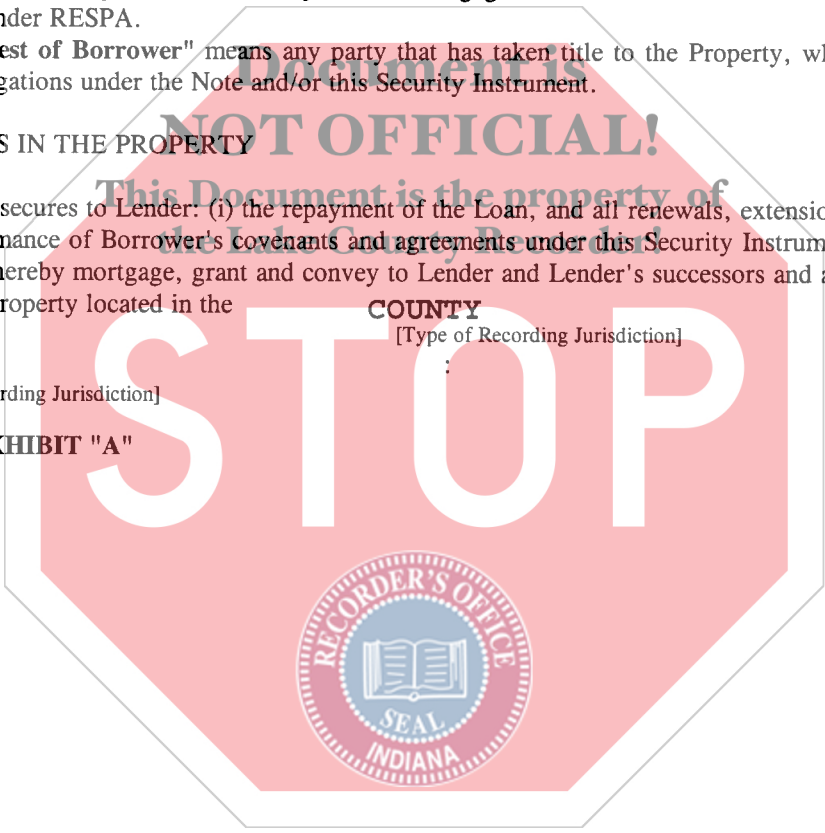 nder RESPA.
est of Borrower" means any party that has taken title to the Property, wh
gations under the Note and/or this Security Instrument.
Document is
NOT OFFICIAL!
This Document is the property of
the Lake County Recorder!
S IN THE PROPERTY
secures to Lender: (i) the repayment of the Loan, and all renewals, extensio
nance of Borrower's covenants and agreements under this Security Instrum
ereby mortgage, grant and convey to Lender and Lender's successors and a
roperty located in the COUNTY
[Type of Recording Jurisdiction]
:
rding Jurisdiction]
XHIBIT "A"
STOP
RECORDER'S OFFICE
SEAL
INDIANA